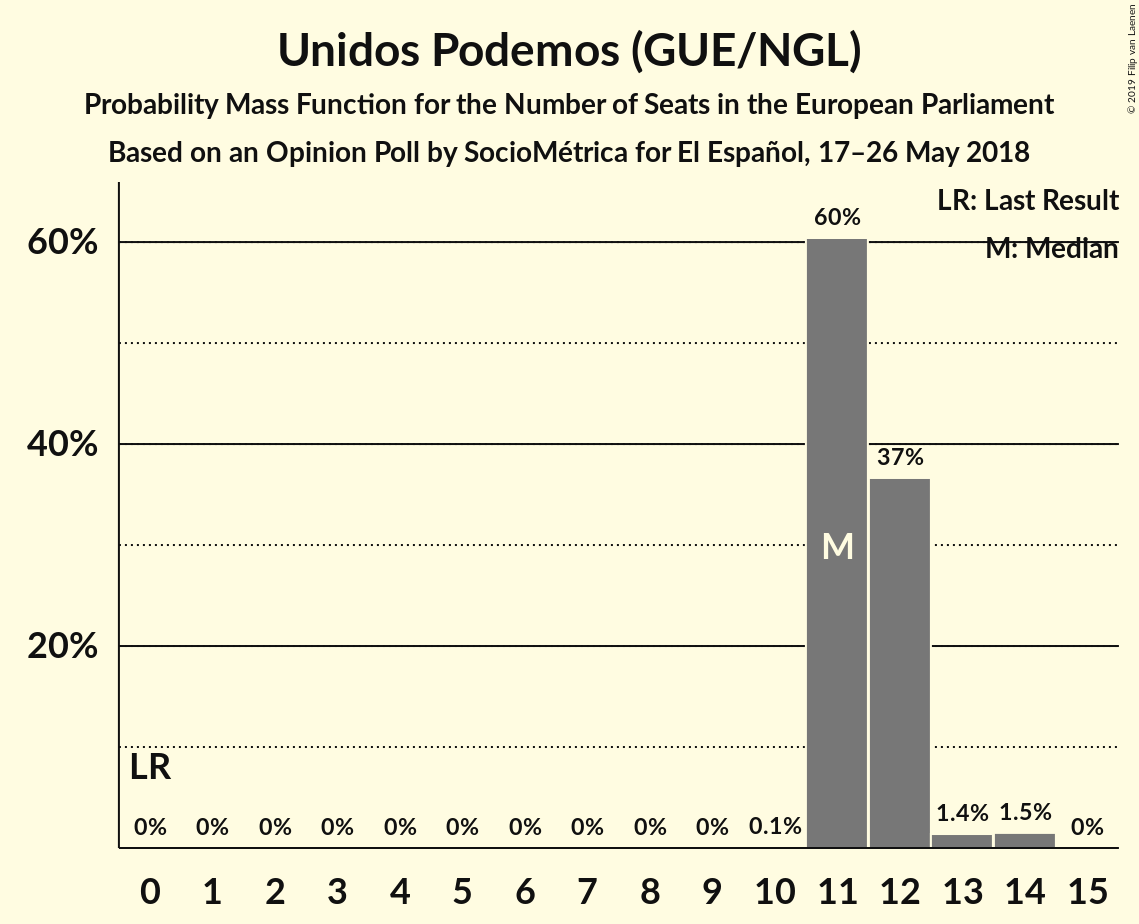 Unidos Podemos (GUE/NGL)
Probability Mass Function for the Number of Seats in the European Parliament
Based on an Opinion Poll by SocioMétrica for El Español, 17–26 May 2018
© 2019 Filip van Laenen
LR: Last Result
M: Median
60%
40%
20%
60%
37%
M
LR
0% 0% 0% 0% 0% 0% 0% 0% 0% 0% 0.1% 1.4% 1.5% 0%
0 1 2 3 4 5 6 7 8 9 10 11 12 13 14 15